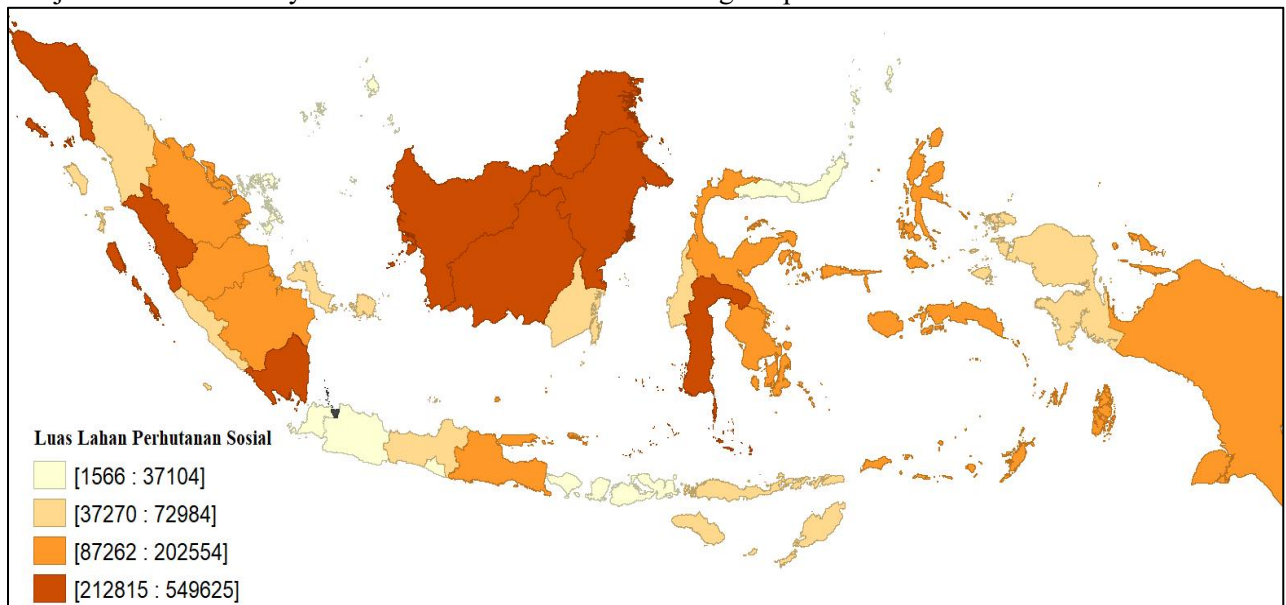 Luas Lahan Perhutanan Sosial
[1566 : 37104]
[37270 : 72984]
[87262 : 202554]
[212815 : 549625]